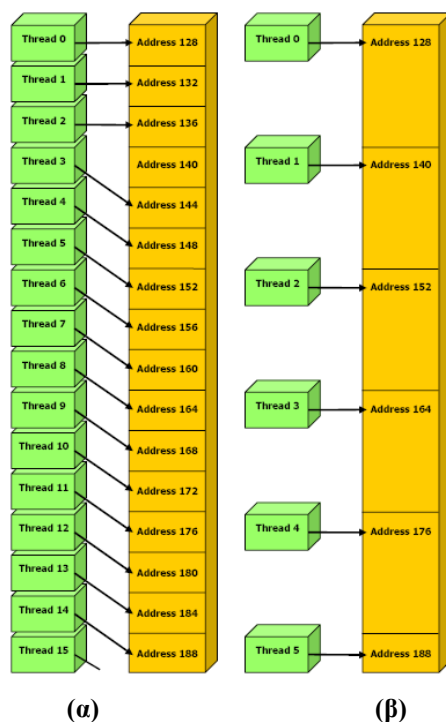 Thread 0 Address 128 Thread 0 Address 128
Thread 1 Address 132
Thread 2 Address 136
Thread 3 Address 140 Thread 1 Address 140
Thread 4 Address 144
Thread 5 Address 148
Thread 6 Address 152 Thread 2 Address 152
Thread 7 Address 156
Thread 8 Address 160
Thread 9 Address 164 Thread 3 Address 164
Thread 10 Address 168
Thread 11 Address 172
Thread 12 Address 176 Thread 4 Address 176
Thread 13 Address 180
Thread 14 Address 184
Thread 15 Address 188 Thread 5 Address 188
(α) (β)